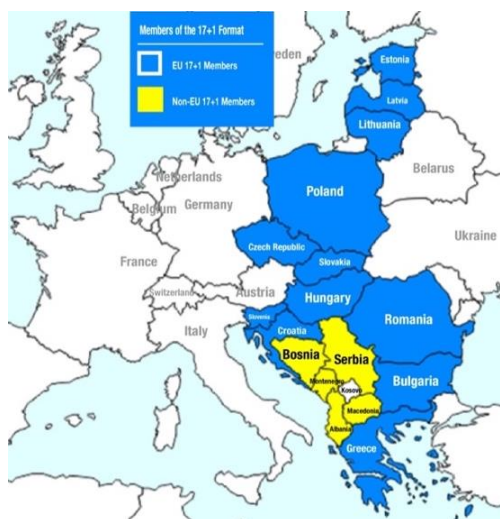 Members of the 17+1 Format
EU 17+1 Members
Non-EU 17+1 Members
eden
Estonia
Latvia
Lithuania
Belarus
Netherlands
Belgium
Germany
Poland
Ukraine
Czech Republic
Slovakia
France
Switzerland
Austria
Hungary
Slovenia
Croatia
Romania
Italy
Bosnia
Serbia
Montenegro
Kosovo
Bulgaria
Macedonia
Albania
Greece